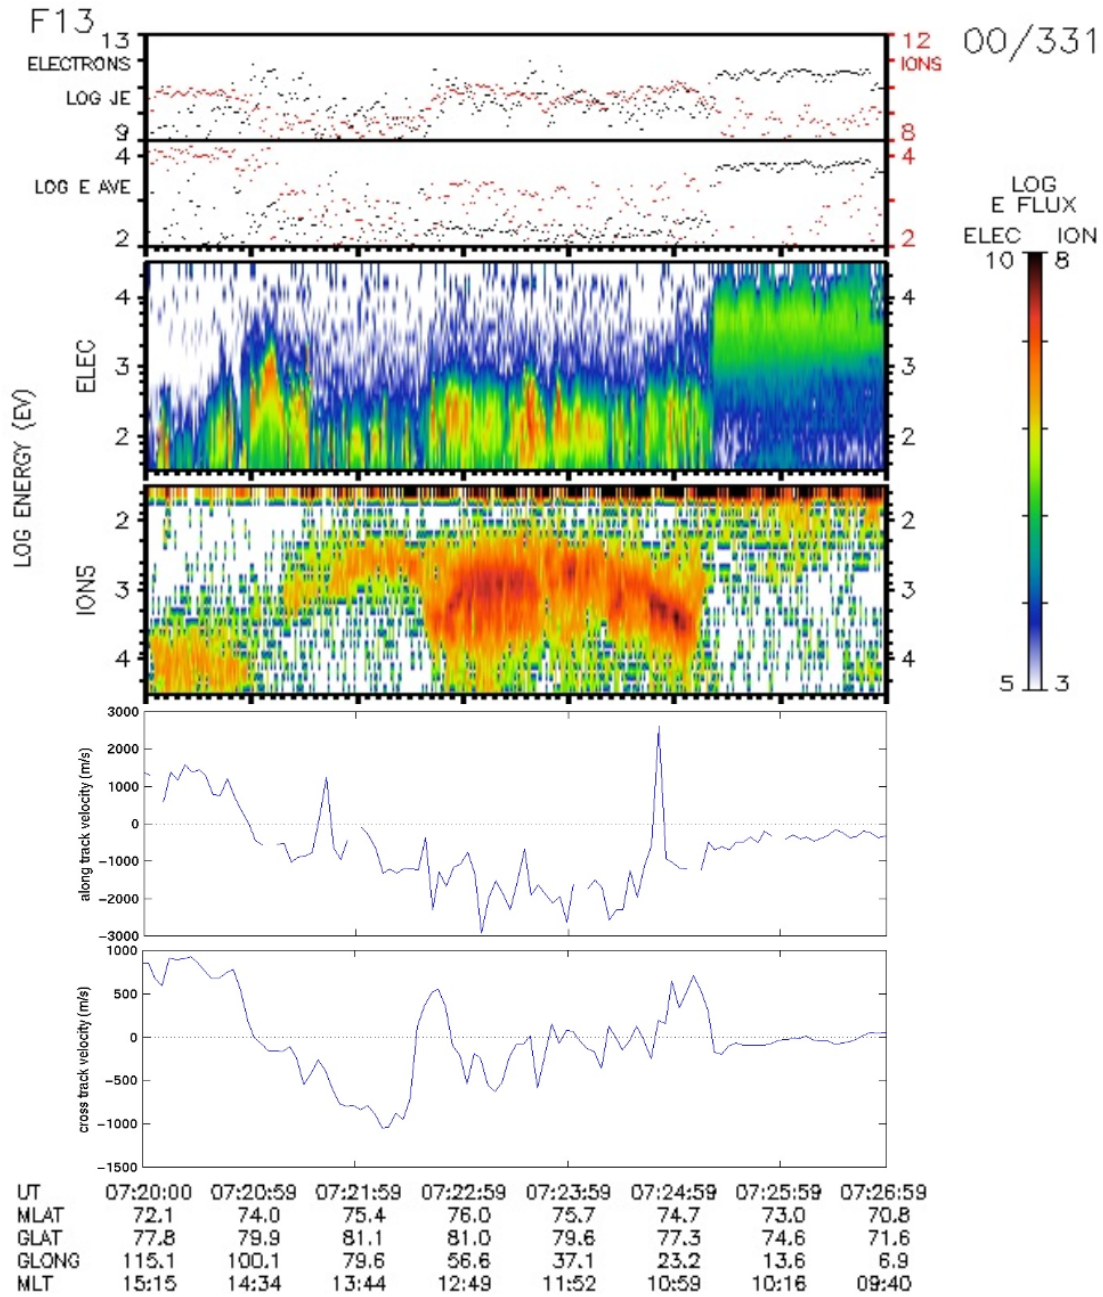 F13
00/331
13
12
ELECTRONS
IONS
LOG JE
9
8
4
4
LOG E AVE
2
2
LOG
E FLUX
ELEC ION
10 8
4
4
3
3
ELEC
2
2
LOG ENERGY (EV)
2
2
IONS
3
3
4
4
5 3
3000
2000
1000
0
−1000
−2000
−3000
along track velocity (m/s)
1000
500
0
−500
−1000
−1500
cross track velocity (m/s)
UT 07:20:00 07:20:59 07:21:59 07:22:59 07:23:59 07:24:59 07:25:59 07:26:59
MLAT 72.1 74.0 75.4 76.0 75.7 74.7 73.0 70.8
GLAT 77.8 79.9 81.1 81.0 79.6 77.3 74.6 71.6
GLONG 115.1 100.1 79.6 56.6 37.1 23.2 13.6 6.9
MLT 15:15 14:34 13:44 12:49 11:52 10:59 10:16 09:40